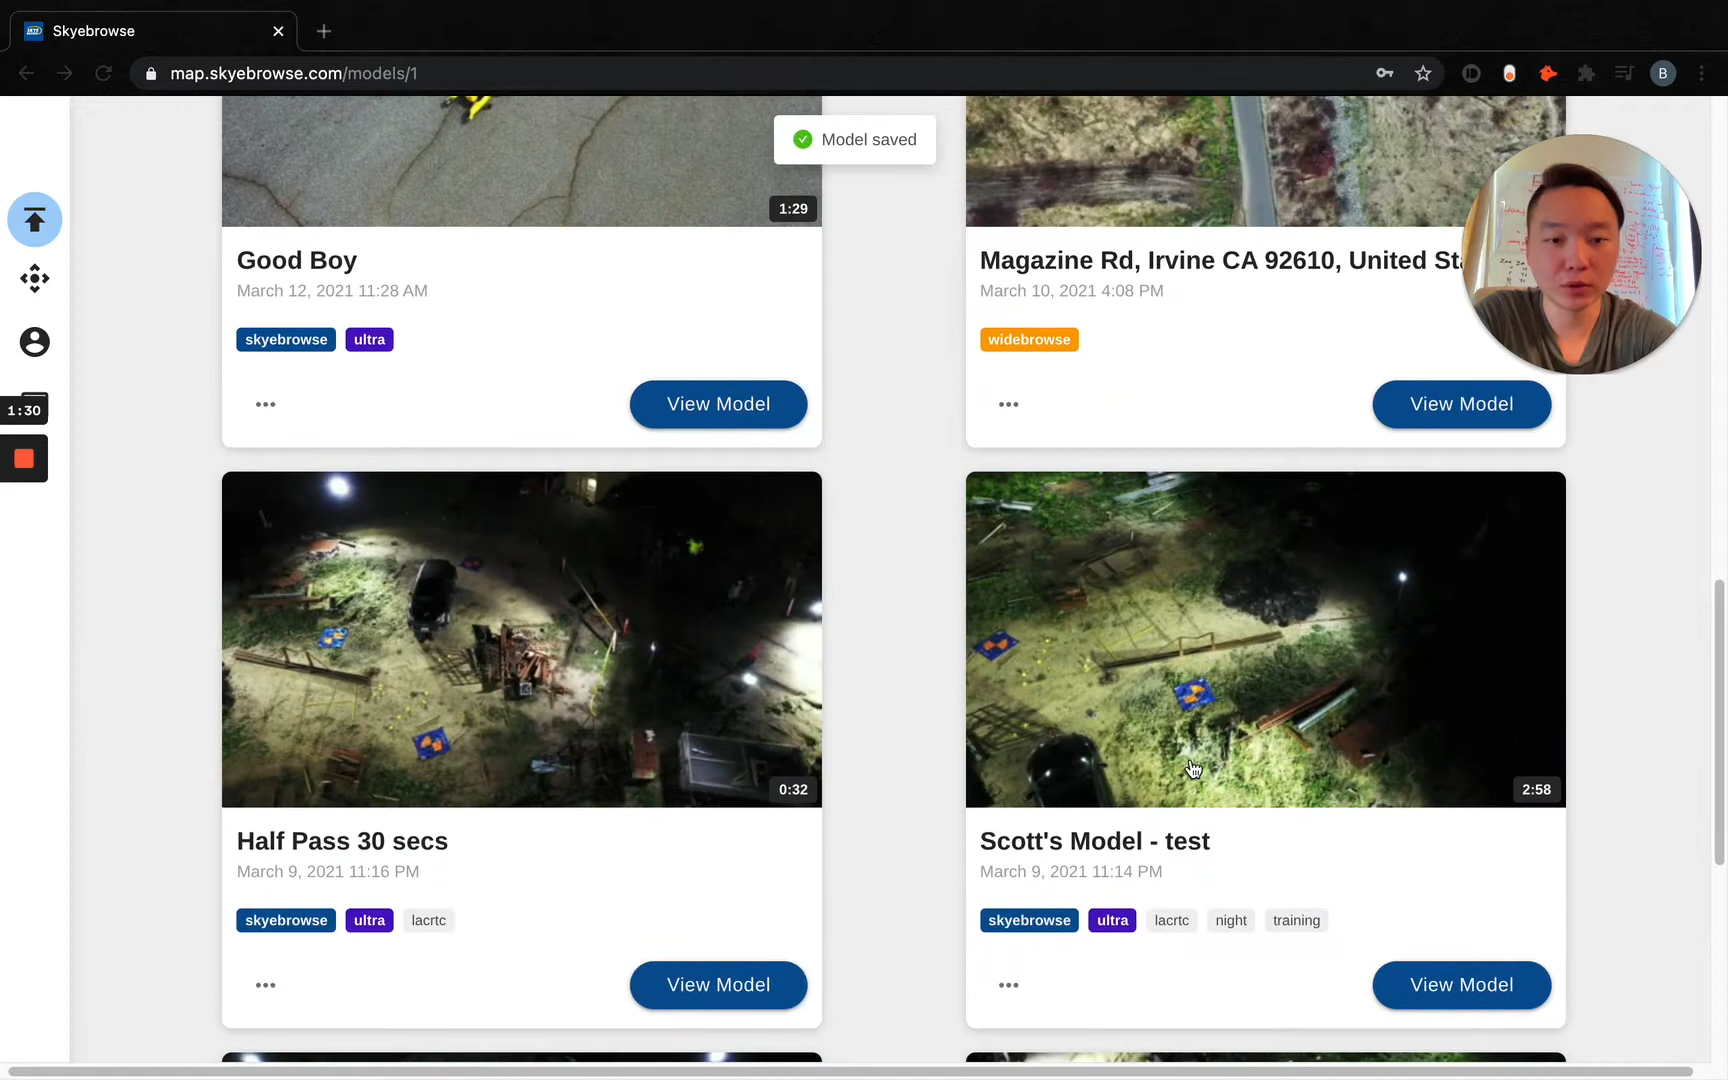 Skyebrowse
map.skyebrowse.com/models/1
B
Model saved
1:29
Good Boy
March 12, 2021 11:28 AM
skyebrowse ultra
View Model
Magazine Rd, Irvine CA 92610, United
March 10, 2021 4:08 PM
widebrowse
View Model
1:30
0:32
Half Pass 30 secs
March 9, 2021 11:16 PM
skyebrowse ultra lacrtc
View Model
2:58
Scott's Model - test
March 9, 2021 11:14 PM
skyebrowse ultra lacrtc night training
View Model